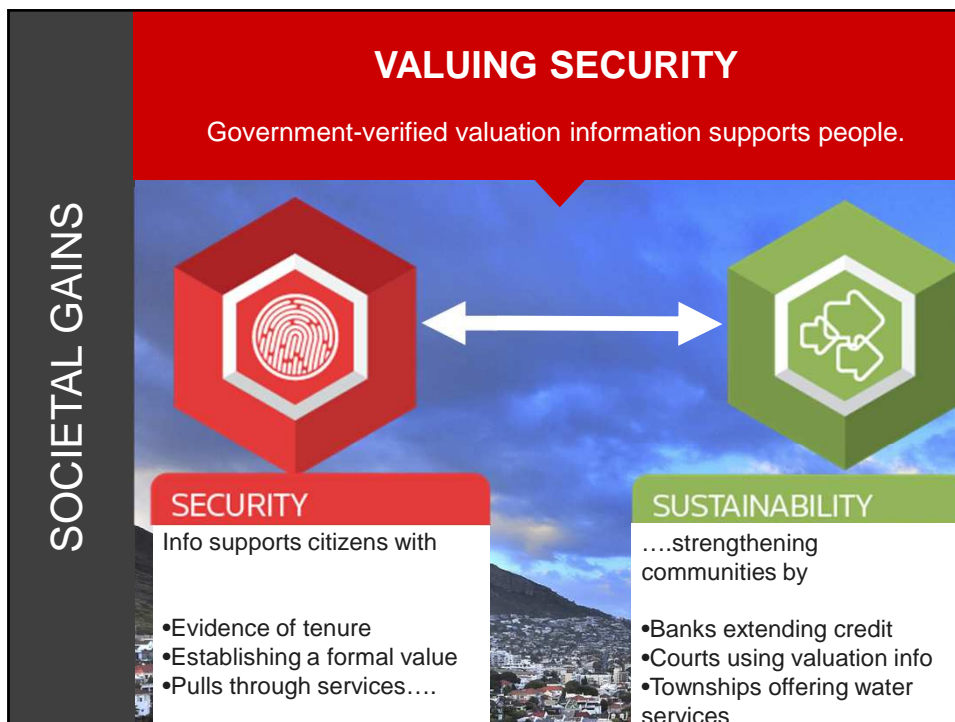 SOCIETAL GAINS
VALUING SECURITY
Government-verified valuation information supports people.
SECURITY
Info supports citizens with
•Evidence of tenure
•Establishing a formal value
•Pulls through services….
SUSTAINABILITY
….strengthening
communities by
•Banks extending credit
•Courts using valuation info
•Townships offering water
services